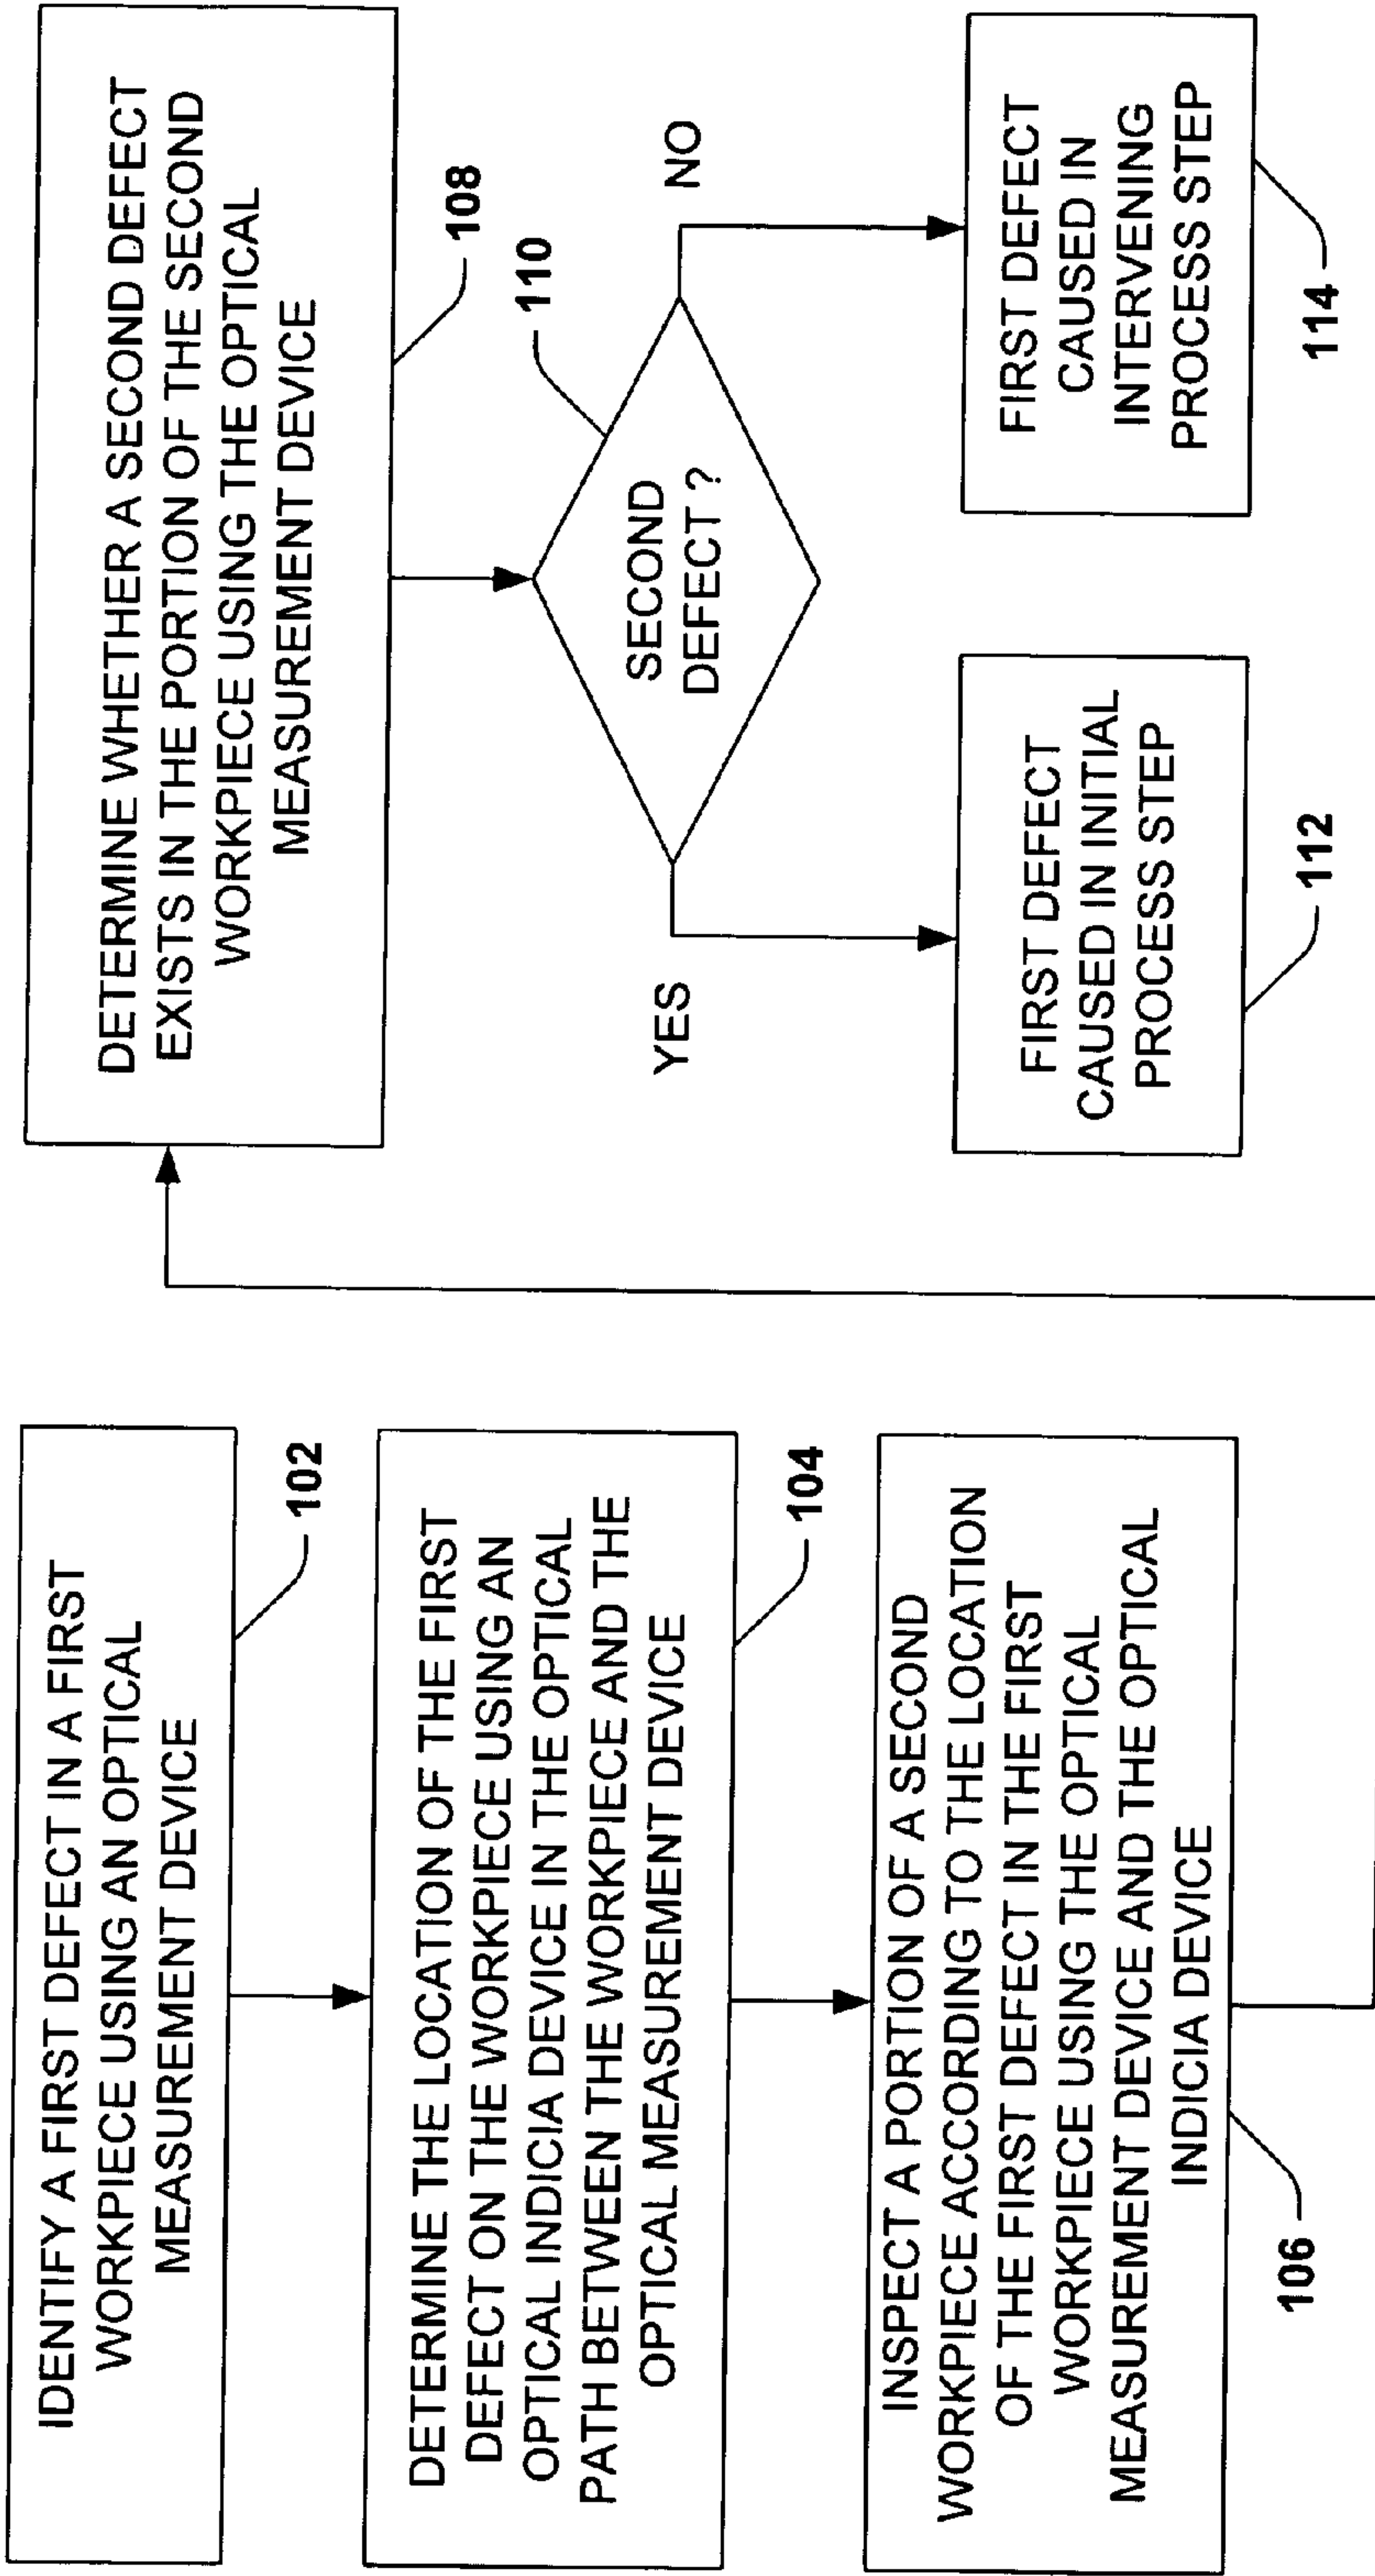 IDENTIFY A FIRST DEFECT IN A FIRST
WORKPIECE USING AN OPTICAL
MEASUREMENT DEVICE
102
DETERMINE THE LOCATION OF THE FIRST
DEFECT ON THE WORKPIECE USING AN
OPTICAL INDICIA DEVICE IN THE OPTICAL
PATH BETWEEN THE WORKPIECE AND THE
OPTICAL MEASUREMENT DEVICE
104
INSPECT A PORTION OF A SECOND
WORKPIECE ACCORDING TO THE LOCATION
OF THE FIRST DEFECT IN THE FIRST
WORKPIECE USING THE OPTICAL
MEASUREMENT DEVICE AND THE OPTICAL
INDICIA DEVICE
106
DETERMINE WHETHER A SECOND DEFECT
EXISTS IN THE PORTION OF THE SECOND
WORKPIECE USING THE OPTICAL
MEASUREMENT DEVICE
108
110
SECOND
DEFECT ?
YES
NO
FIRST DEFECT
CAUSED IN INITIAL
PROCESS STEP
112
FIRST DEFECT
CAUSED IN
INTERVENING
PROCESS STEP
114